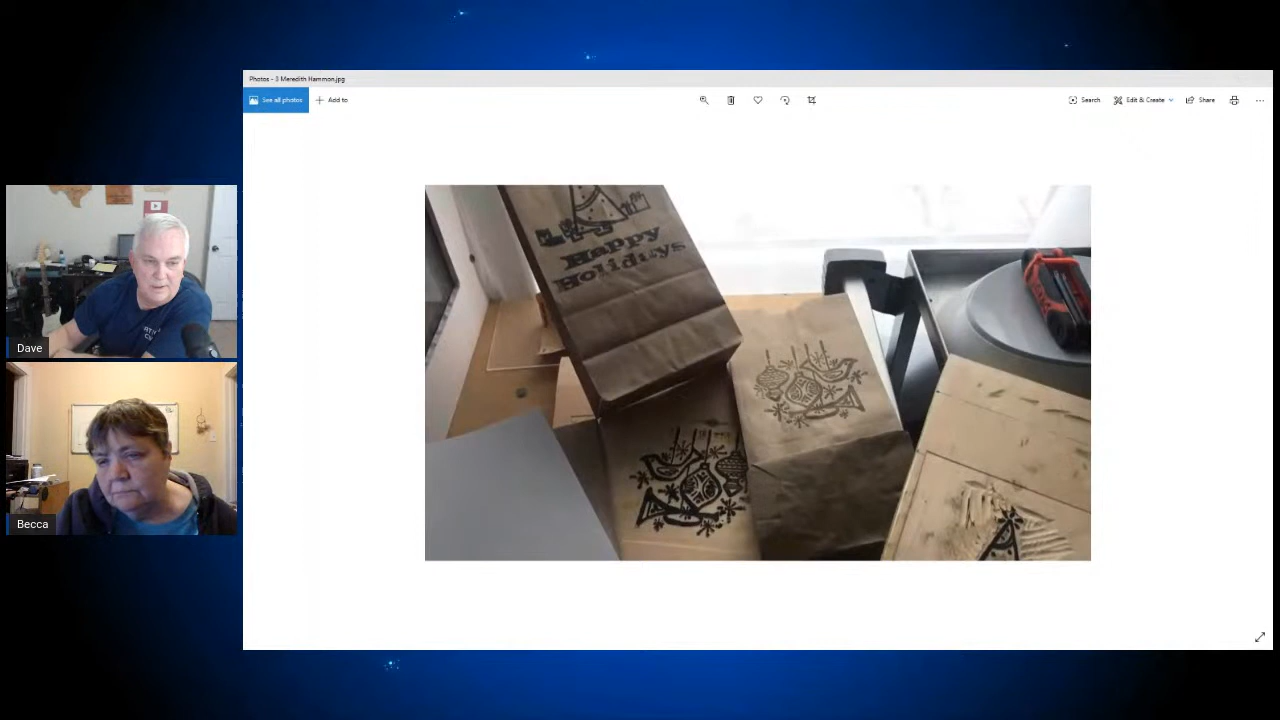 Photos - 3 Meredith Hammon.jpg
See all photos
Add to
Search
Edit & Create
Share
Happy
Holidays
Dave
Becca